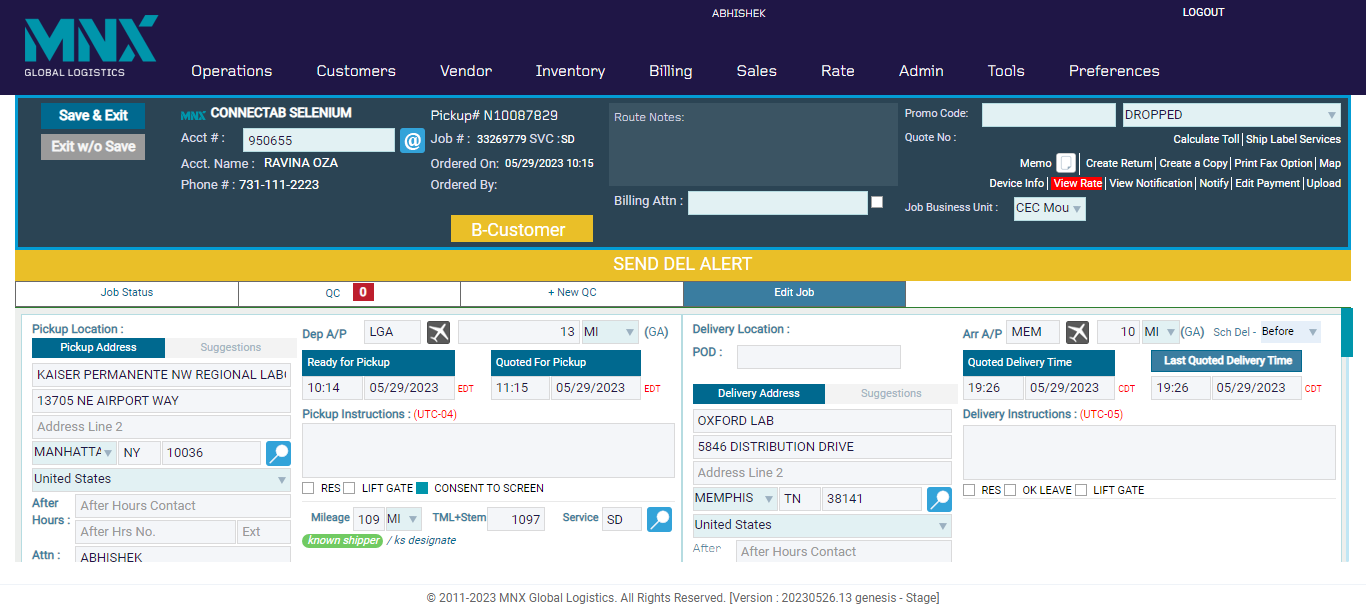 ABHISHEK
LOGOUT
MNX
GLOBAL LOGISTICS
Operations Customers Vendor Inventory Billing Sales Rate Admin Tools Preferences
Save & Exit
Exit w/o Save
MNX CONNECTAB SELENIUM
Acct # : 950655 @
Acct. Name : RAVINA OZA
Phone # : 731-111-2223
Pickup# N10087829
Job # : 33269779 SVC :SD
Ordered On: 05/29/2023 10:15
Ordered By:
B-Customer
Route Notes:
Billing Attn :
Promo Code: DROPPED
Quote No :
Calculate Toll| Ship Label Services
Memo | Create Return| Create a Copy| Print Fax Option| Map
Device Info| View Rate| View Notification| Notify| Edit Payment| Upload
Job Business Unit : CEC Mou
SEND DEL ALERT
Job Status QC 0 + New QC Edit Job
Pickup Location :
Pickup Address Suggestions
KAISER PERMANENTE NW REGIONAL LAB
13705 NE AIRPORT WAY
Address Line 2
MANHATTA NY 10036
United States
After Hours : After Hours Contact
After Hrs No. Ext
Attn : ABHISHEK
Dep A/P LGA 13 MI (GA)
Ready for Pickup Quoted For Pickup
10:14 05/29/2023 EDT 11:15 05/29/2023 EDT
Pickup Instructions : (UTC-04)
RES LIFT GATE CONSENT TO SCREEN
Mileage 109 MI TML+Stem 1097 Service SD
known shipper / ks designate
Delivery Location :
POD :
Delivery Address Suggestions
OXFORD LAB
5846 DISTRIBUTION DRIVE
Address Line 2
MEMPHIS TN 38141
United States
After After Hours Contact
Arr A/P MEM 10 MI (GA) Sch Del - Before
Quoted Delivery Time Last Quoted Delivery Time
19:26 05/29/2023 CDT 19:26 05/29/2023 CDT
Delivery Instructions : (UTC-05)
RES OK LEAVE LIFT GATE
© 2011-2023 MNX Global Logistics. All Rights Reserved. [Version : 20230526.13 genesis - Stage]